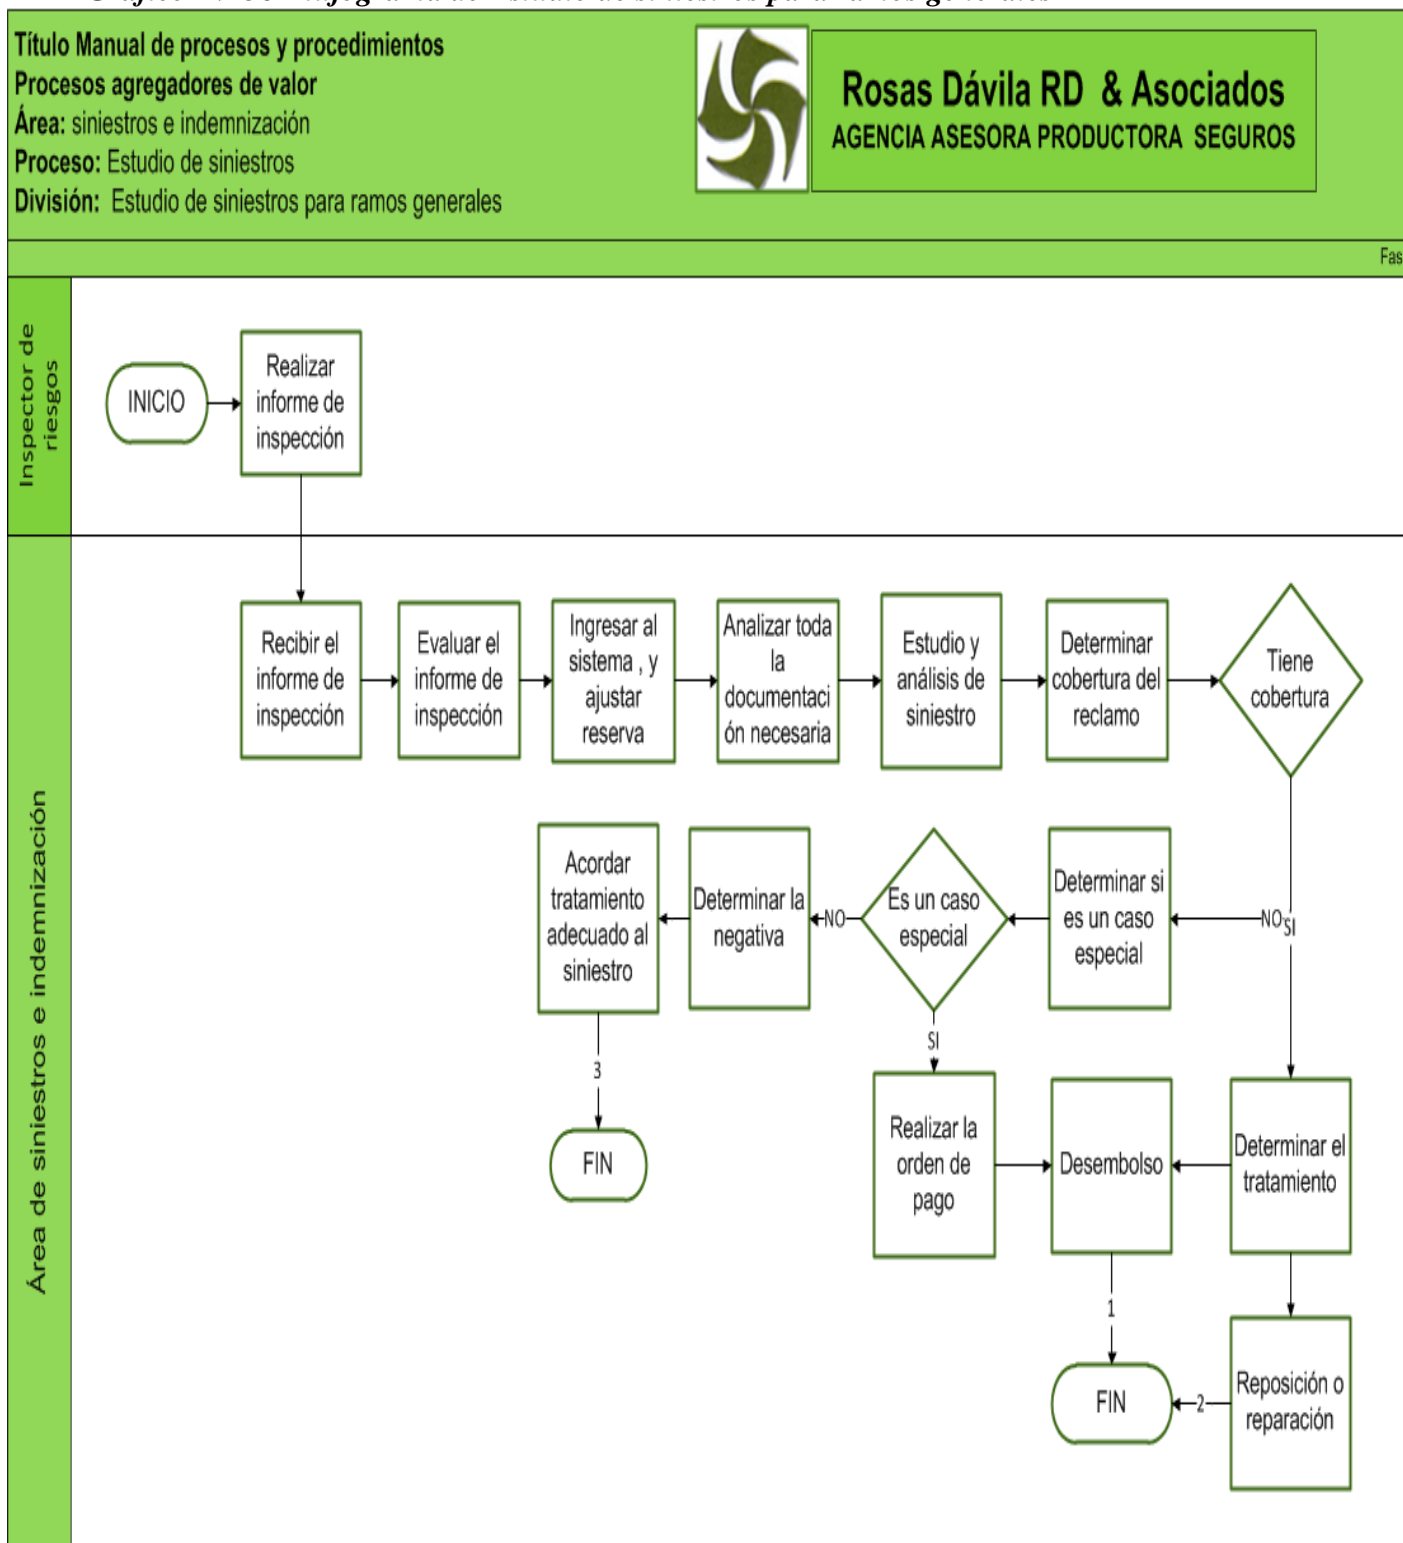 Título Manual de procesos y procedimientos
Procesos agregadores de valor
Área: siniestros e indemnización
Proceso: Estudio de siniestros
División: Estudio de siniestros para ramos generales
Rosas Dávila RD & Asociados
AGENCIA ASESORA PRODUCTORA SEGUROS
Fas
Inspector de
riesgos
INICIO
Realizar
informe de
inspección
Área de siniestros e indemnización
Recibir el
informe de
inspección
Evaluar el
informe de
inspección
Ingresar al
sistema , y
ajustar
reserva
Analizar toda
la
documentaci
ón necesaria
Estudio y
análisis de
siniestro
Determinar
cobertura del
reclamo
Tiene
cobertura
NO
SI
Determinar si
es un caso
especial
Es un caso
especial
NO
Determinar la
negativa
Acordar
tratamiento
adecuado al
siniestro
3
FIN
SI
Realizar la
orden de
pago
Desembolso
Determinar el
tratamiento
1
Reposición o
reparación
2
FIN